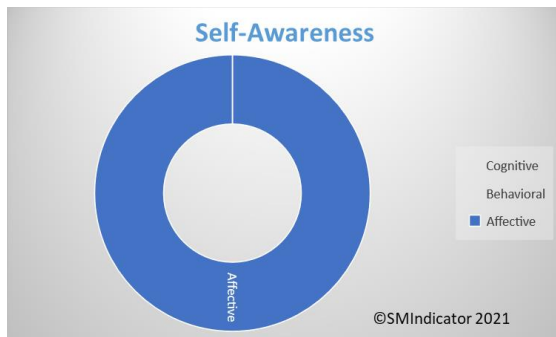 Self-Awareness
Cognitive
Behavioral
Affective
Affective
©SMIndicator 2021